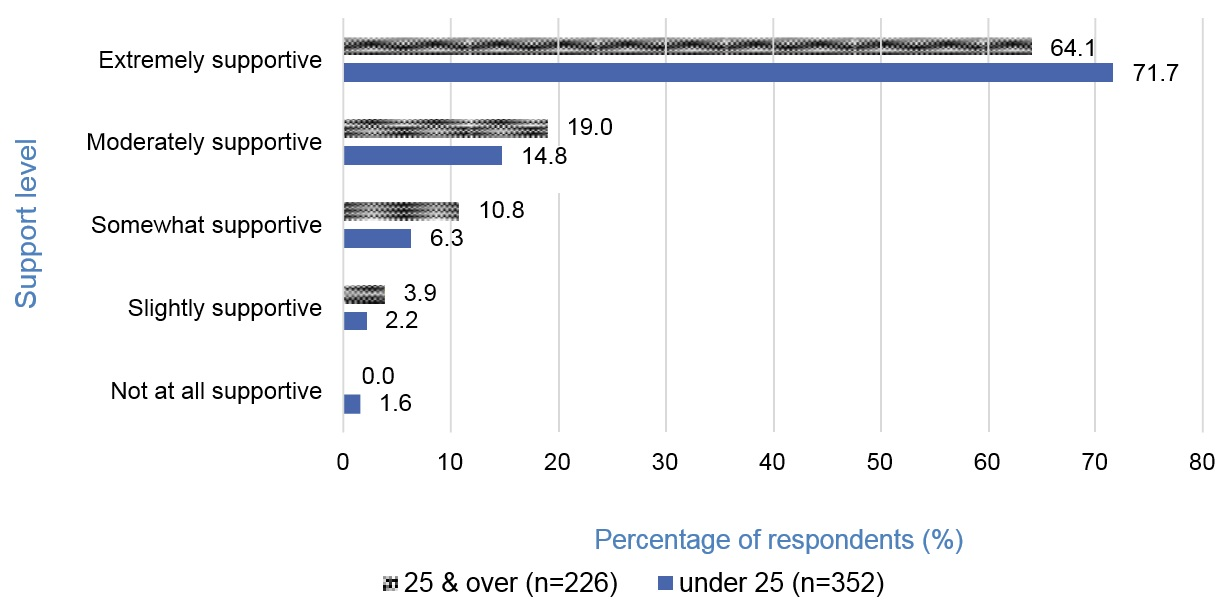 Support level
Extremely supportive
64.1
71.7
Moderately supportive
19.0
14.8
Somewhat supportive
10.8
6.3
Slightly supportive
3.9
2.2
Not at all supportive
0.0
1.6
0 10 20 30 40 50 60 70 80
Percentage of respondents (%)
25 & over (n=226) under 25 (n=352)